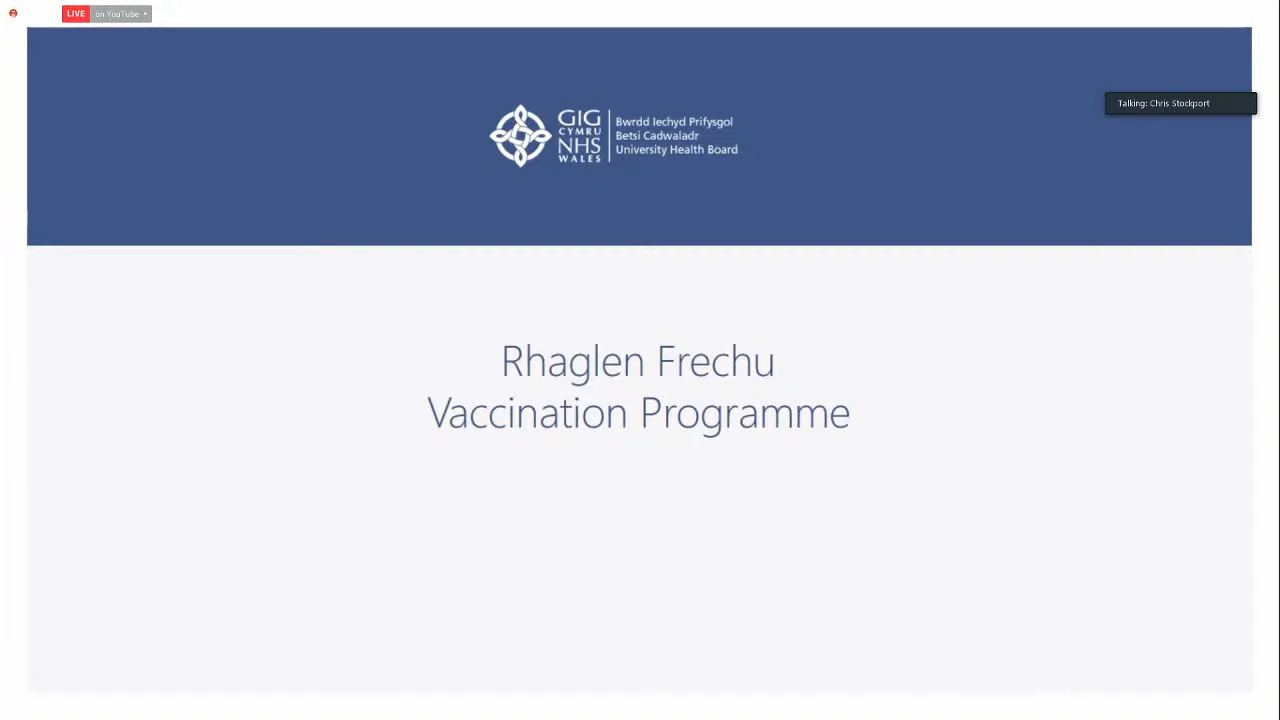 LIVE on YouTube
Talking: Chris Stockport
GIG
CYMRU
NHS
WALES
Bwrdd Iechyd Prifysgol
Betsi Cadwaladr
University Health Board
Rhaglen Frechu
Vaccination Programme